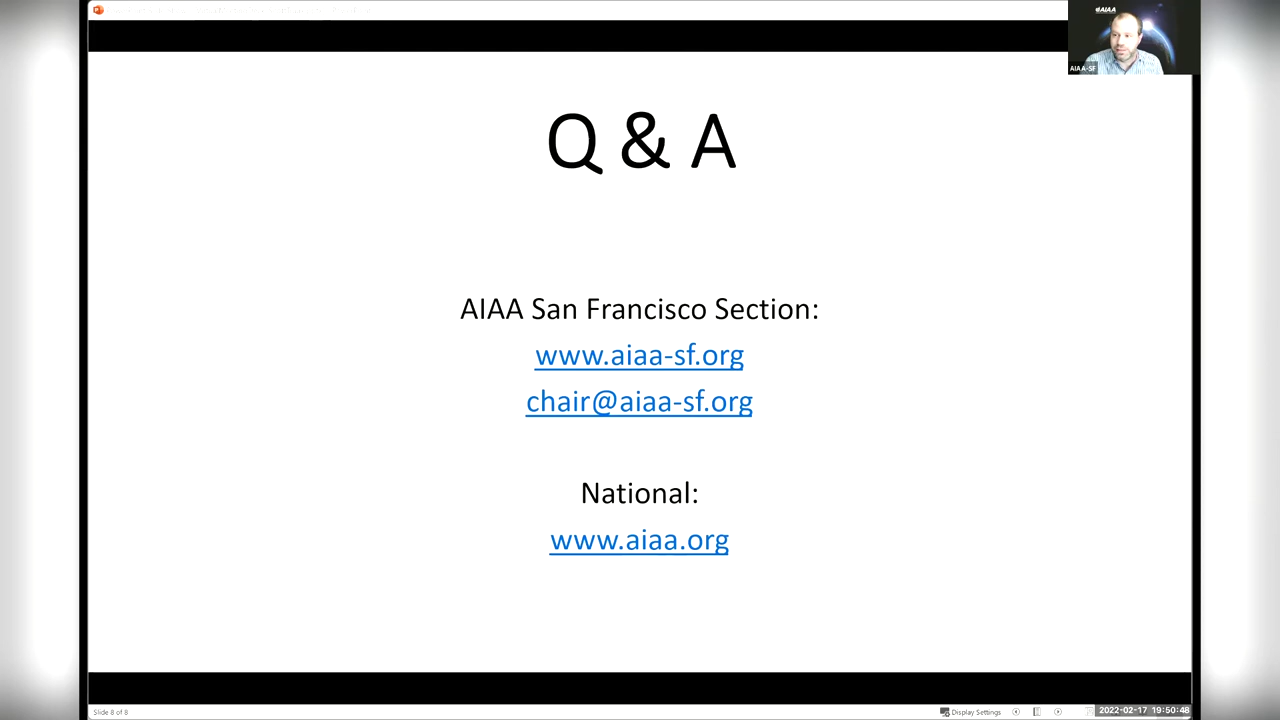 AIAA
AIAA-SF
Q & A
AIAA San Francisco Section:
www.aiaa-sf.org
chair@aiaa-sf.org
National:
www.aiaa.org
Slide 8 of 8
Display Settings
2022-02-17 19:50:48